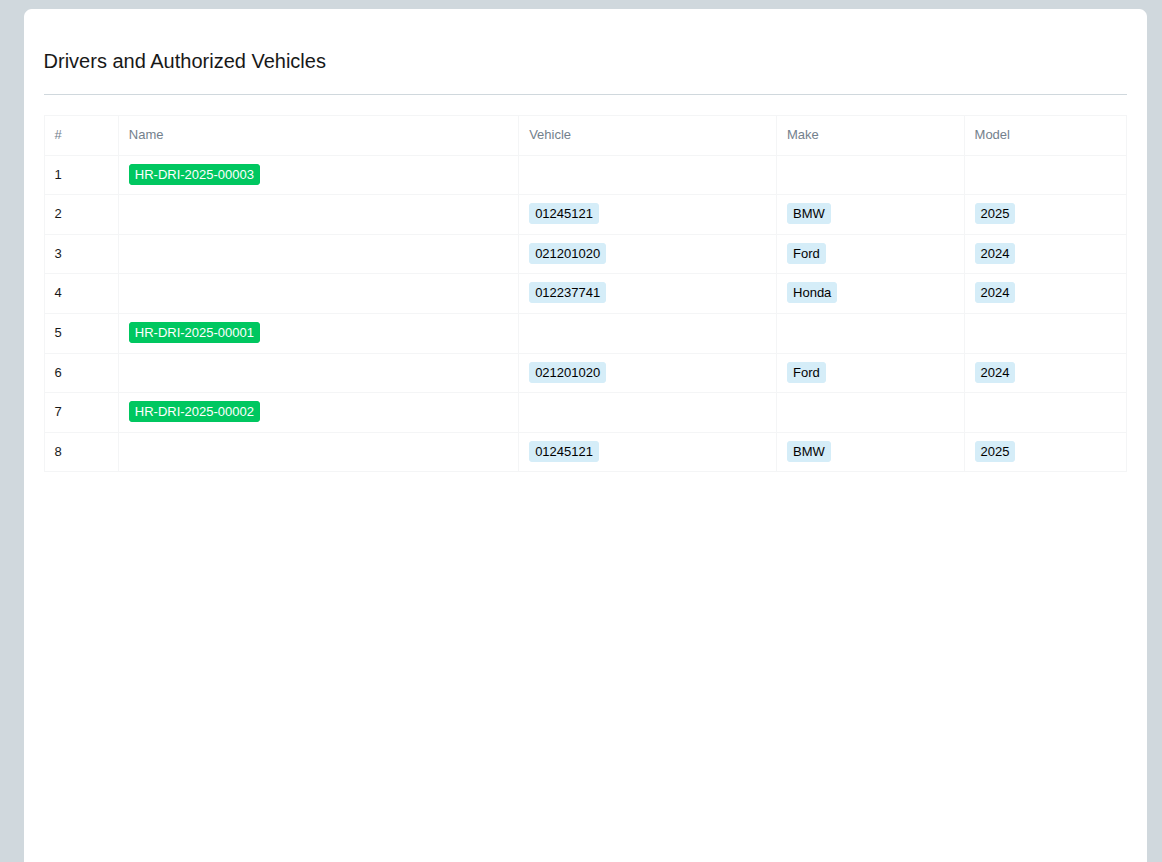 Drivers and Authorized Vehicles
# Name Vehicle Make Model
1 HR-DRI-2025-00003
2 01245121 BMW 2025
3 021201020 Ford 2024
4 012237741 Honda 2024
5 HR-DRI-2025-00001
6 021201020 Ford 2024
7 HR-DRI-2025-00002
8 01245121 BMW 2025